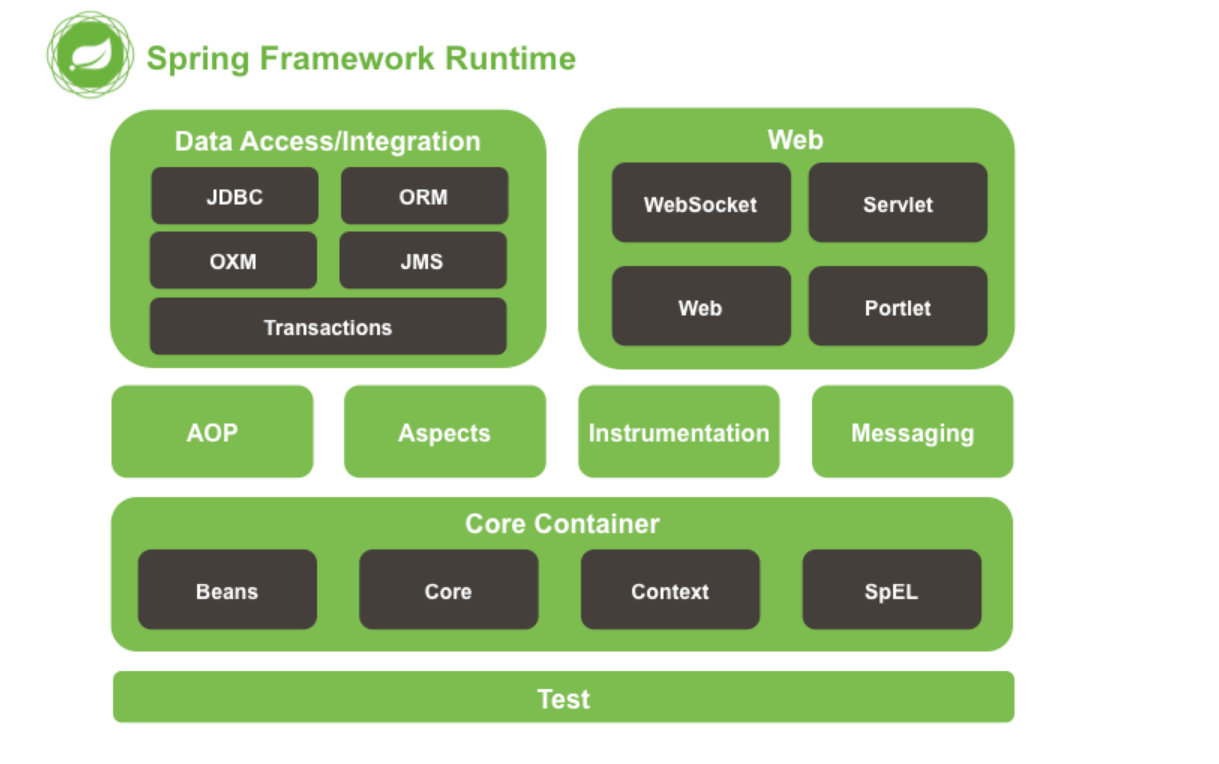 Spring Framework Runtime
Data Access/Integration
JDBC
ORM
OXM
JMS
Transactions
Web
WebSocket
Servlet
Web
Portlet
AOP
Aspects
Instrumentation
Messaging
Core Container
Beans
Core
Context
SpEL
Test